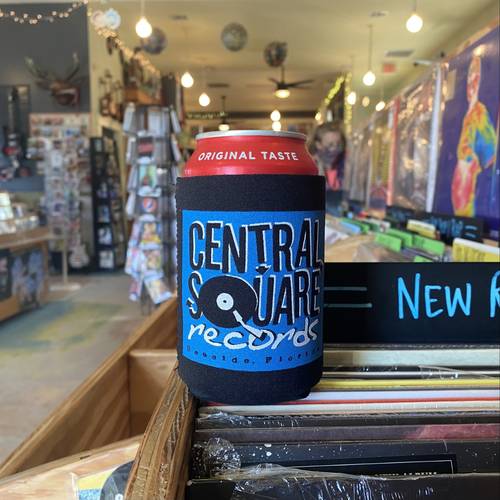 ORIGINAL TASTE
CENTRAL
SQUARE
records
Seaside, Florida
NEW R